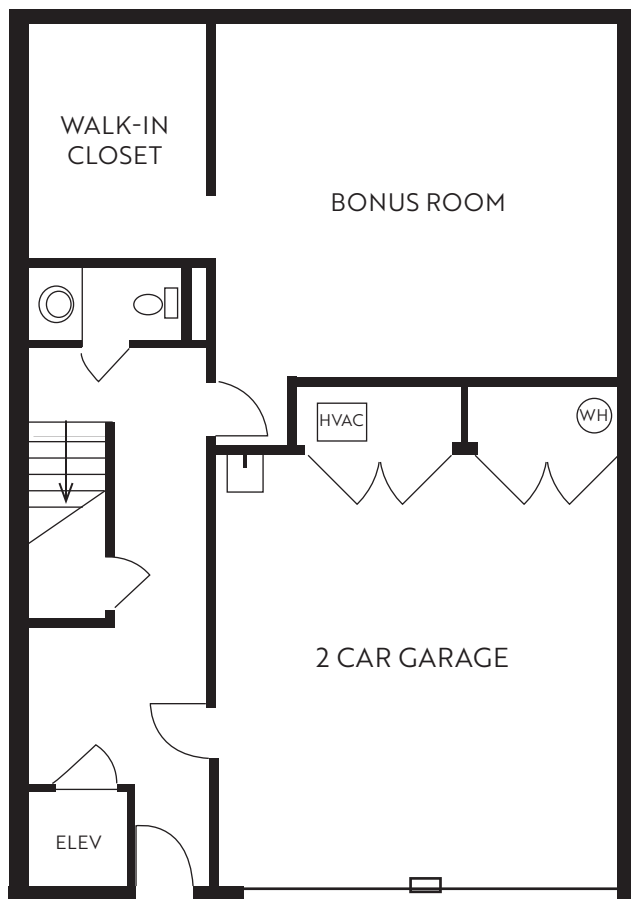 WALK-IN
CLOSET
BONUS ROOM
HVAC
WH
2 CAR GARAGE
ELEV